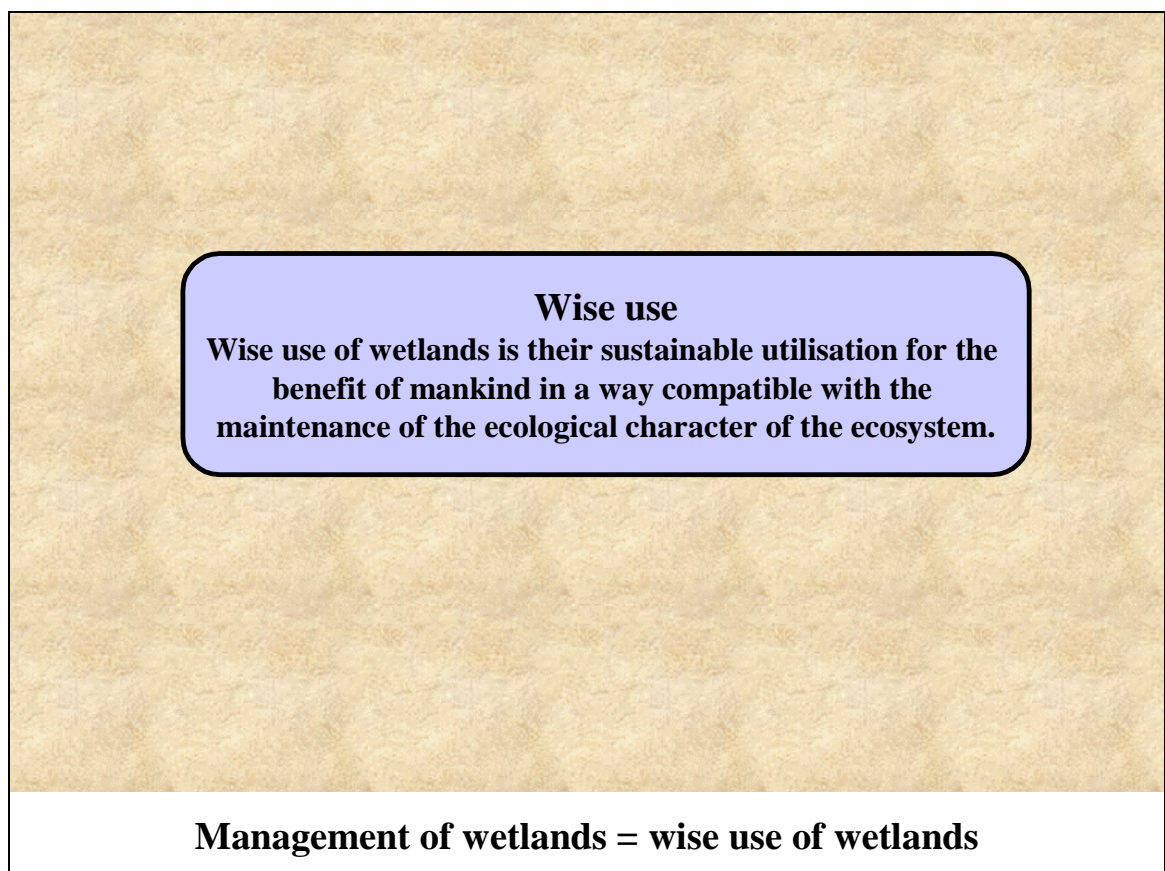 Wise use
Wise use of wetlands is their sustainable utilisation for the
benefit of mankind in a way compatible with the
maintenance of the ecological character of the ecosystem.
Management of wetlands = wise use of wetlands